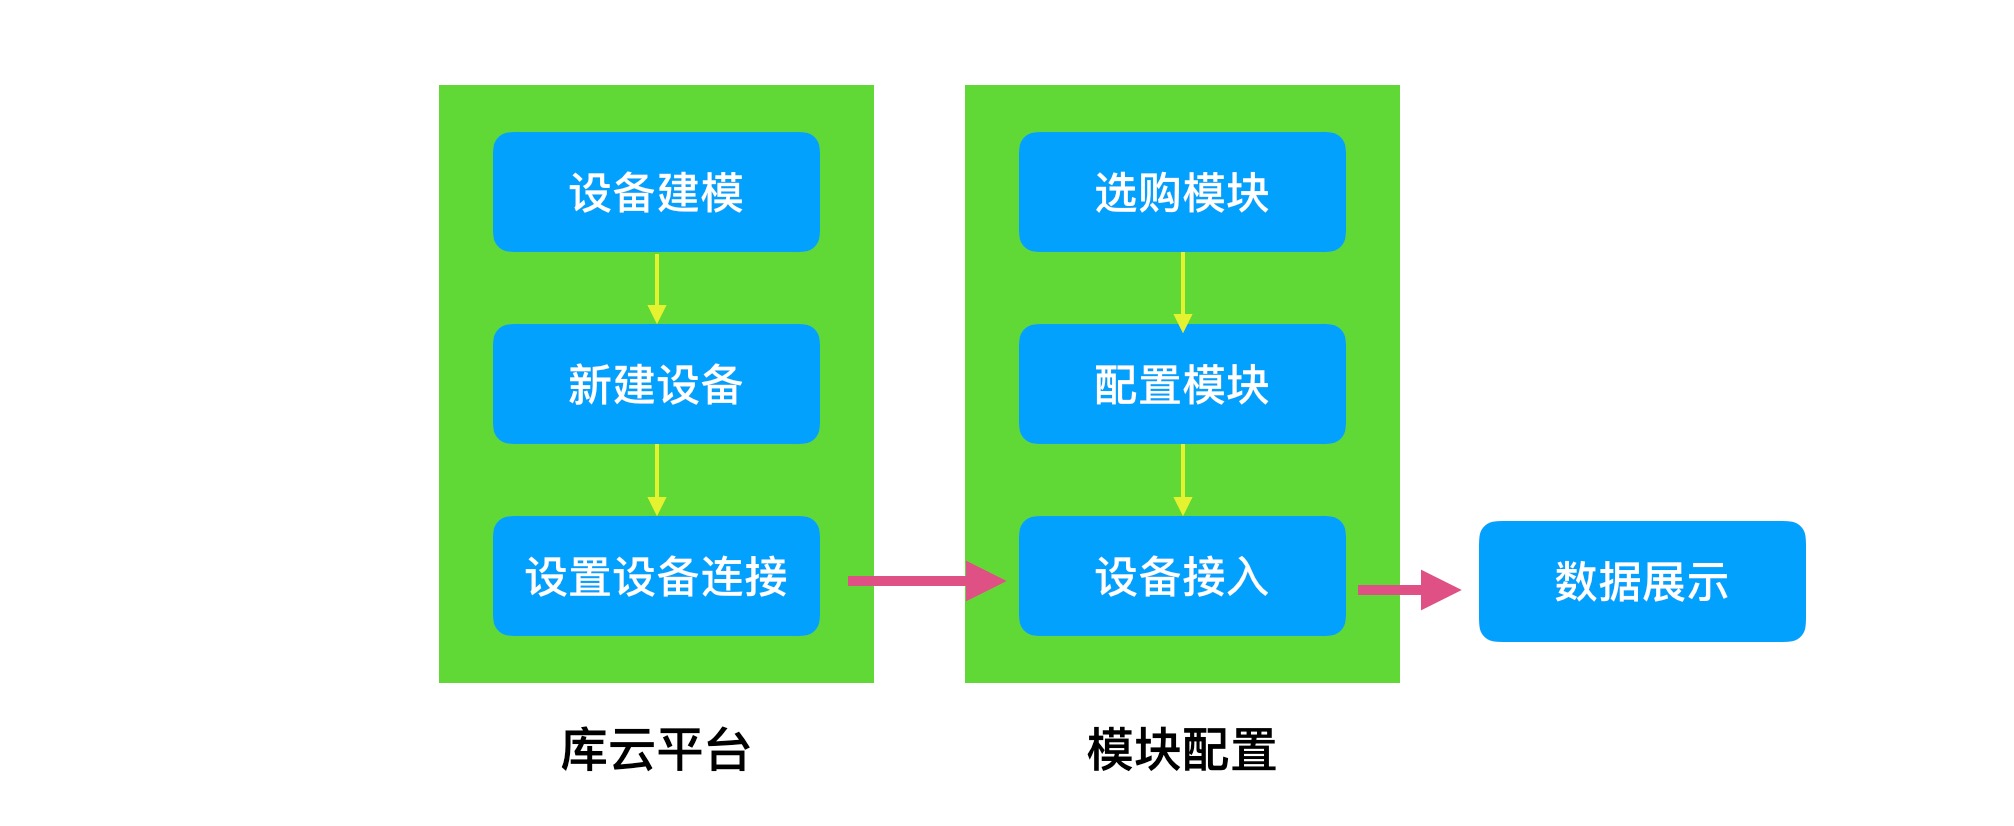 设备建模
新建设备
设置设备连接
库云平台
选购模块
配置模块
设备接入
模块配置
数据展示